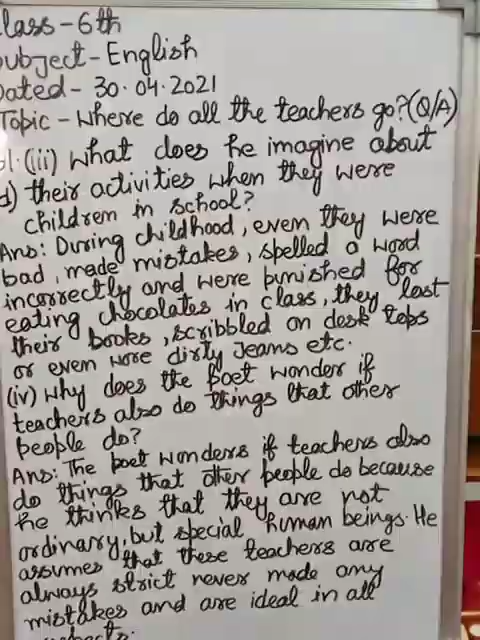 lass-6th
ubject-English
Dated- 30.04.2021
Topic - Where do all the teachers go?(Q/A)
(iii) What does he imagine about
d) their activities when they were
children in school?
Ans: During childhood, even they were
bad, made mistakes, spelled a word
incorrectly and were punished for
eating chocolates in class, they lost
their books, scribbled on desk tops
or even wore dirty Jeans etc.
(iv) Why does the poet wonder if
teachers also do things that other
people do?
Ans: The poet wonders if teachers also
do things that other people do because
he thinks that they are not
ordinary, but special human beings. He
assumes that these teachers are
always strict never made any
mistakes and are ideal in all